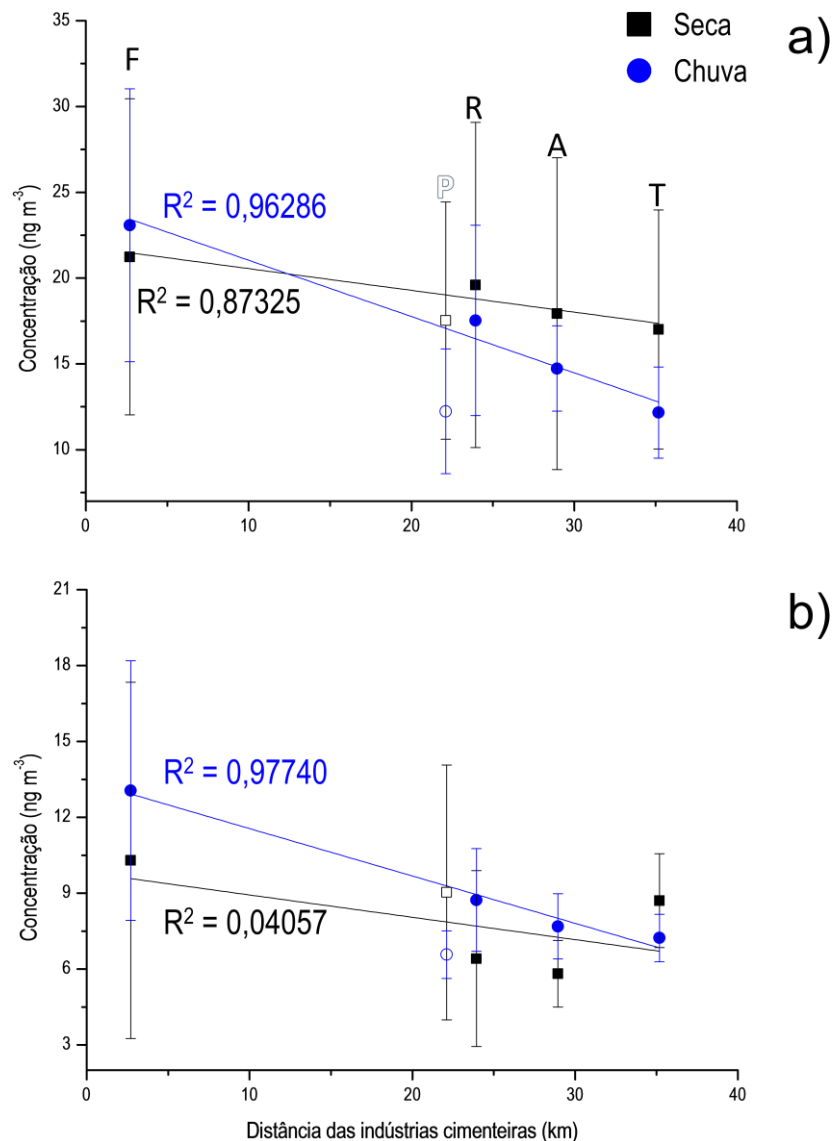 a)
Seca
Chuva
35
30
25
20
15
10
Concentração (ng m⁻³)
F
P
R
A
T
R² = 0,96286
R² = 0,87325
0
10
20
30
40
b)
21
18
15
12
9
6
3
Concentração (ng m⁻³)
R² = 0,97740
R² = 0,04057
0
10
20
30
40
Distância das indústrias cimenteiras (km)